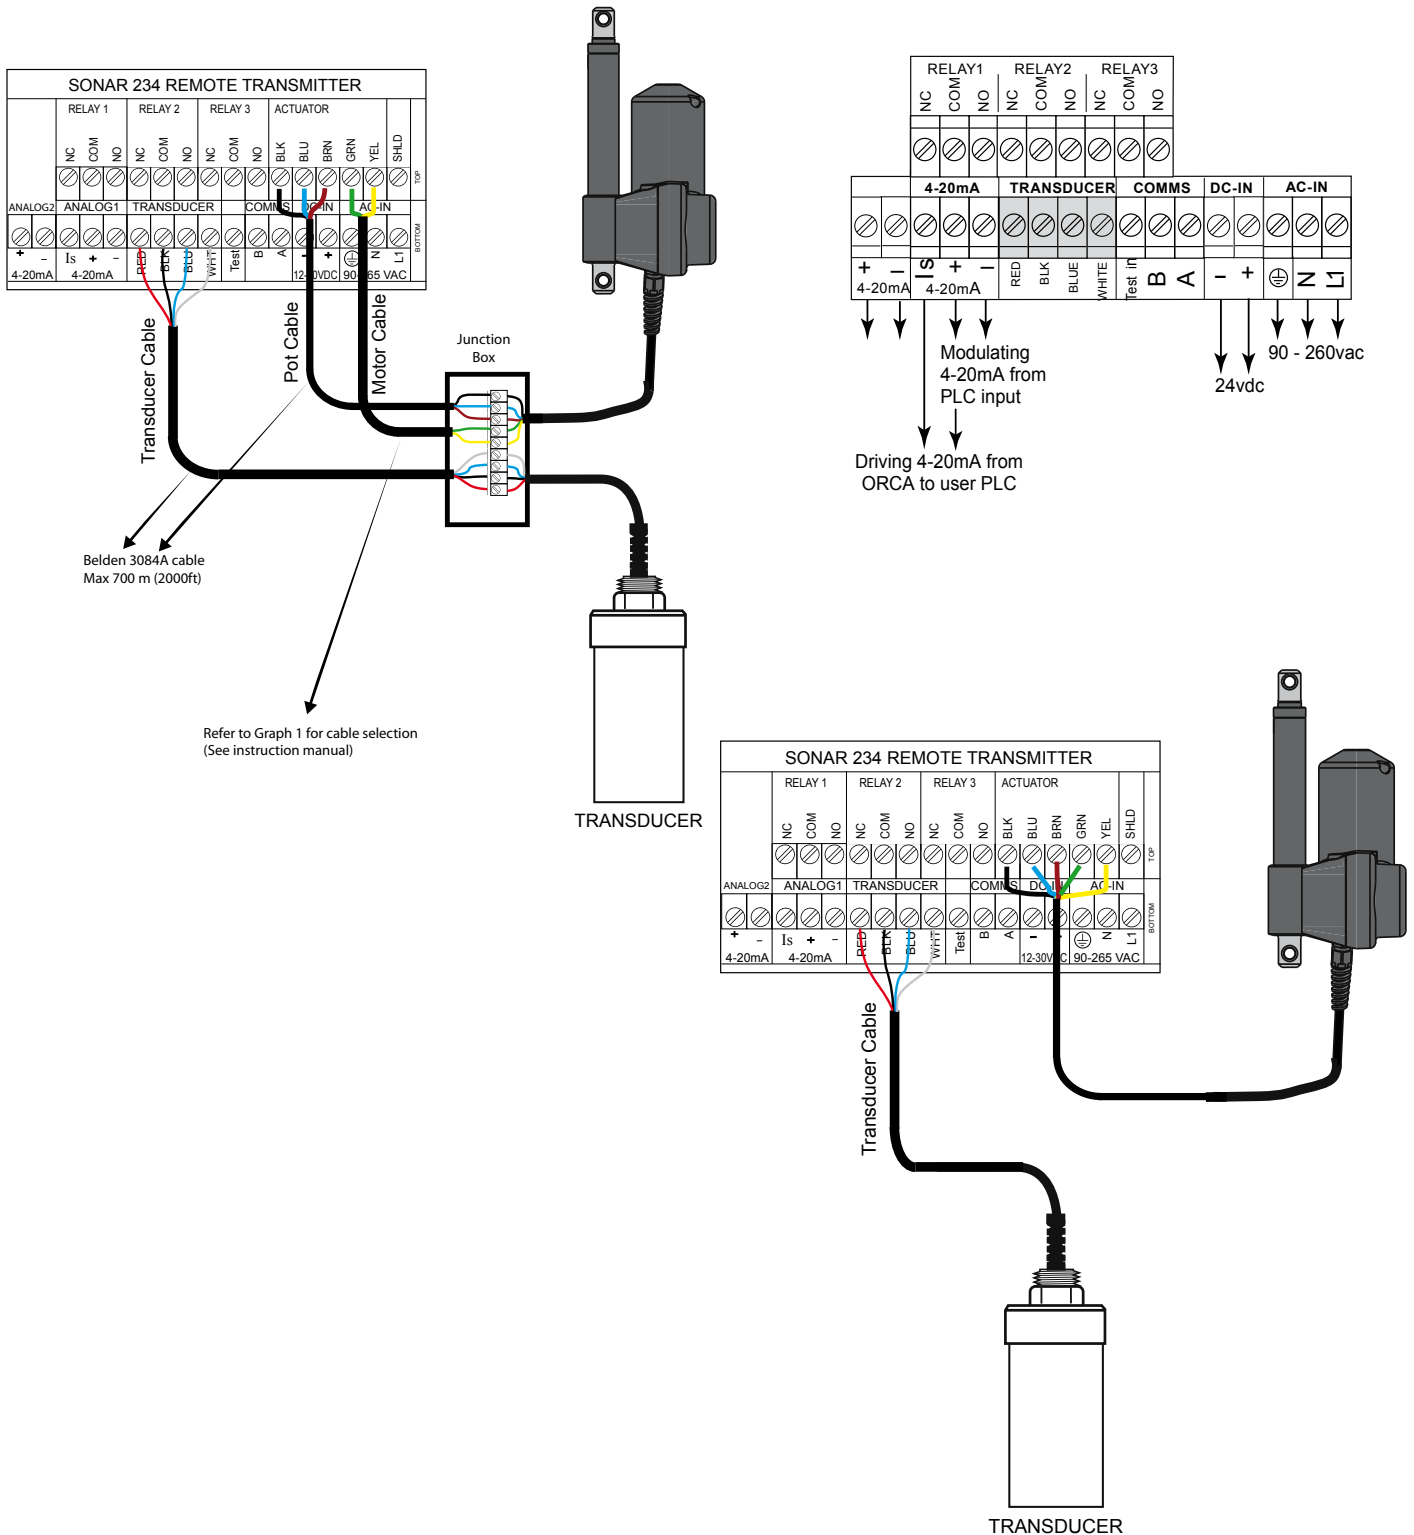 SONAR 234 REMOTE TRANSMITTER
RELAY 1 RELAY 2 RELAY 3 ACTUATOR
NC COM NO NC COM NO NC COM NO BLK BLU BRN GRN YEL SHLD
TOP
ANALOG2 ANALOG1 TRANSDUCER COMMS DC-IN AC-IN
BOTTOM
+ - Is + - RED BLK BLU WHT Test B A - + N L1
4-20mA 4-20mA 12-30VDC 90-265 VAC
Transducer Cable
Pot Cable
Motor Cable
Junction
Box
Belden 3084A cable
Max 700 m (2000ft)
Refer to Graph 1 for cable selection
(See instruction manual)
TRANSDUCER
RELAY1 RELAY2 RELAY3
NC COM NO NC COM NO NC COM NO
4-20mA TRANSDUCER COMMS DC-IN AC-IN
+ - Is + - RED BLK BLUE WHITE Test in B A - + N L1
4-20mA 4-20mA
Modulating
4-20mA from
PLC input
24vdc
90 - 260vac
Driving 4-20mA from
ORCA to user PLC
SONAR 234 REMOTE TRANSMITTER
RELAY 1 RELAY 2 RELAY 3 ACTUATOR
NC COM NO NC COM NO NC COM NO BLK BLU BRN GRN YEL SHLD
TOP
ANALOG2 ANALOG1 TRANSDUCER COMMS DC-IN AC-IN
BOTTOM
+ - Is + - RED BLK BLU WHT Test B A - + N L1
4-20mA 4-20mA 12-30VDC 90-265 VAC
Transducer Cable
TRANSDUCER